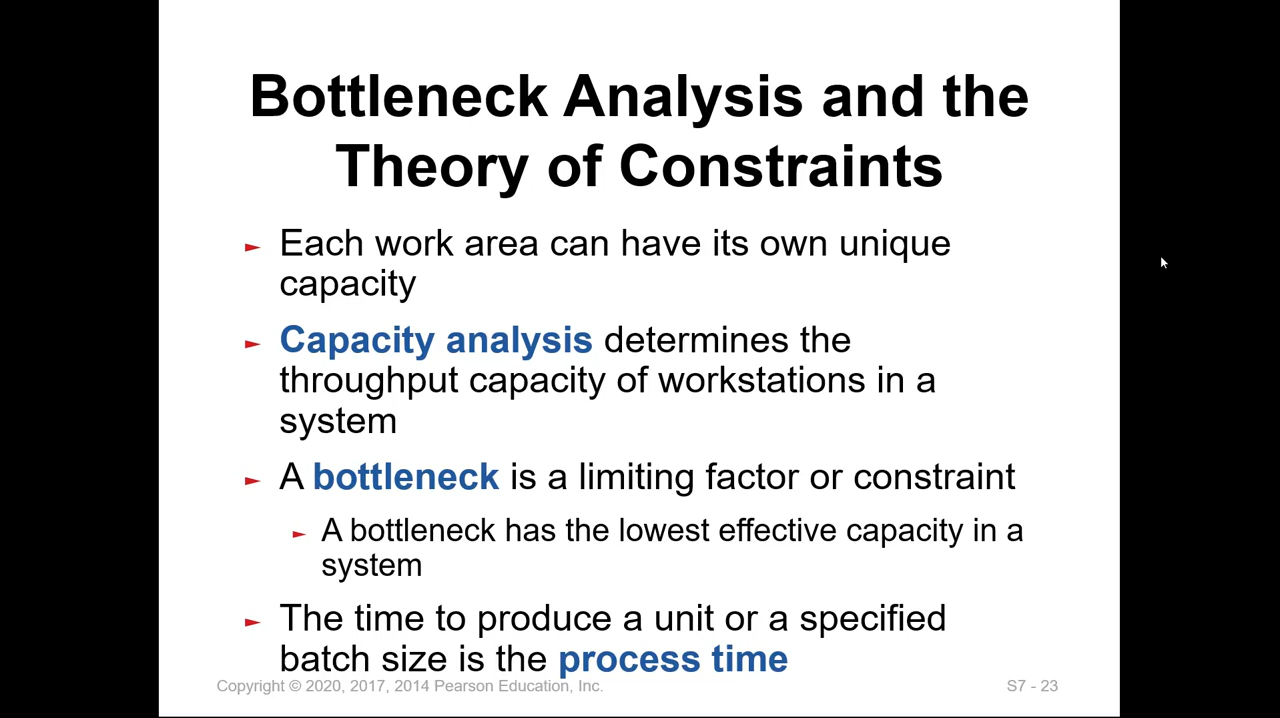 Bottleneck Analysis and the
Theory of Constraints
► Each work area can have its own unique
capacity
► Capacity analysis determines the
throughput capacity of workstations in a
system
► A bottleneck is a limiting factor or constraint
► A bottleneck has the lowest effective capacity in a
system
► The time to produce a unit or a specified
batch size is the process time
Copyright © 2020, 2017, 2014 Pearson Education, Inc.
S7 - 23